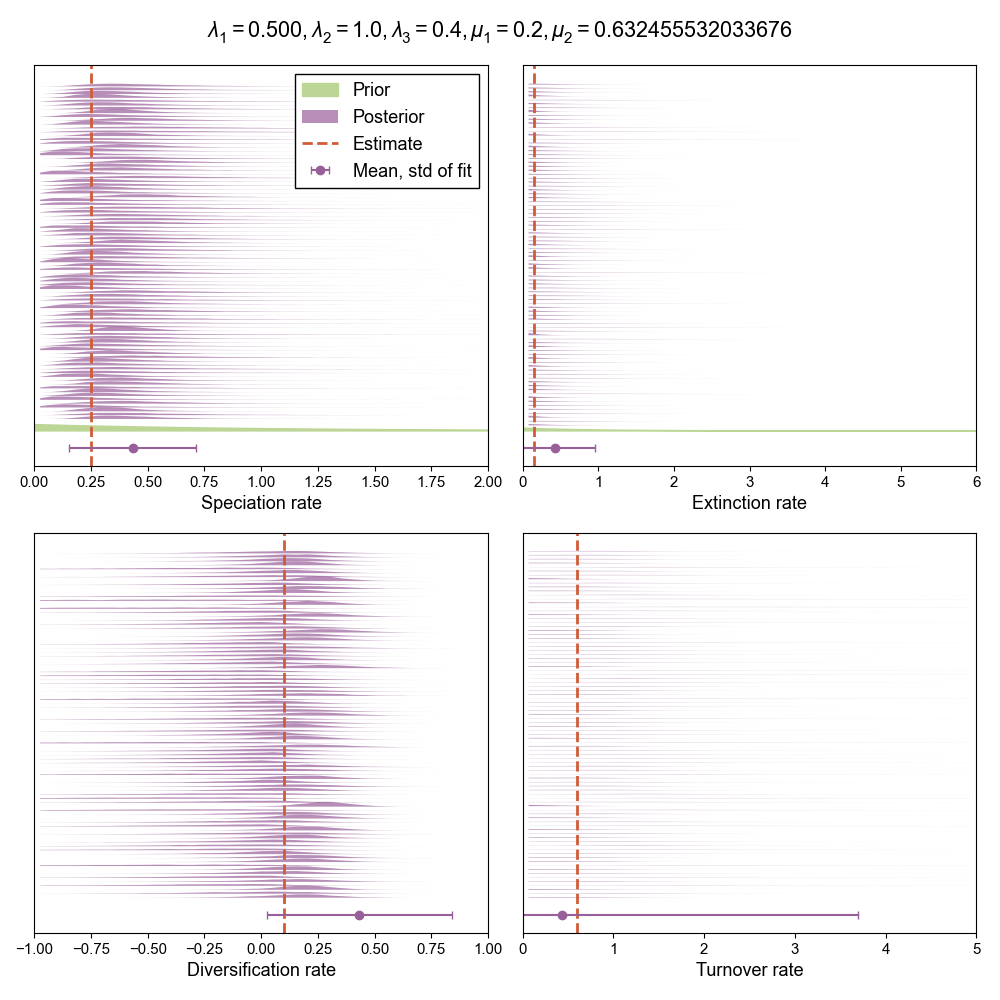 λ₁ = 0.500, λ₂ = 1.0, λ₃ = 0.4, μ₁ = 0.2, μ₂ = 0.632455532033676
Prior
Posterior
Estimate
Mean, std of fit
0.00 0.25 0.50 0.75 1.00 1.25 1.50 1.75 2.00
Speciation rate
0 1 2 3 4 5 6
Extinction rate
−1.00 −0.75 −0.50 −0.25 0.00 0.25 0.50 0.75 1.00
Diversification rate
0 1 2 3 4 5
Turnover rate